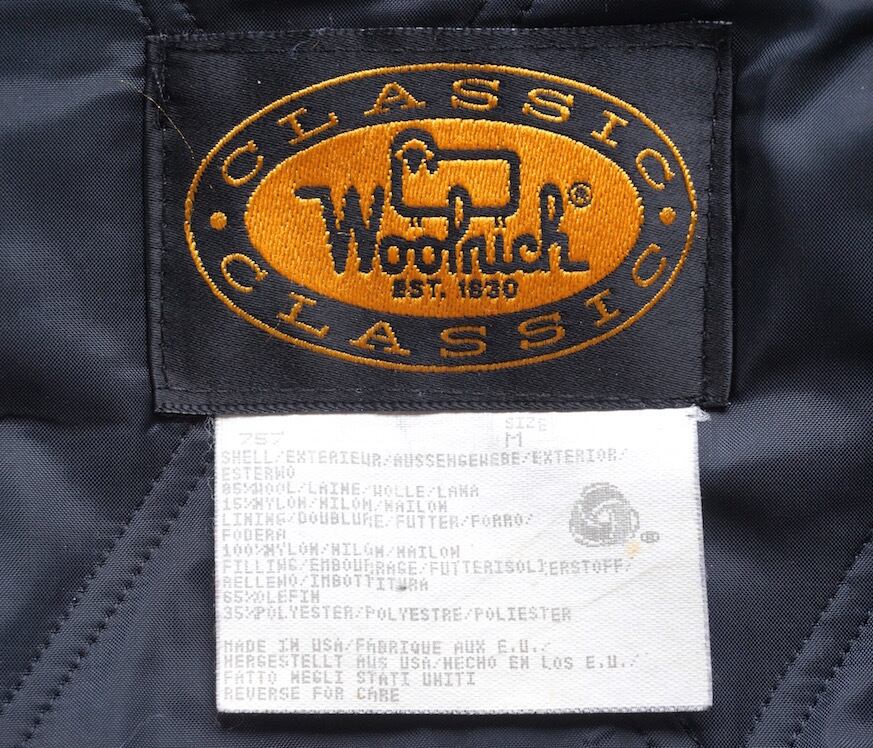 CLASSIC
Woolrich®
EST. 1830
CLASSIC
757
SIZE
M
SHELL/EXTERIEUR/AUSSENGEWEBE/EXTERIOR/
ESTERNO
85%WOOL/LAINE/WOLLE/LANA
15%NYLON/NILON/NAILON
LINING/DOUBLURE/FUTTER/FORRO/
FODERA
100%NYLON/NILON/NAILON
FILLING/EMBOURRAGE/FUTTERISOLIERSTOFF/
RELLENO/IMBOTTITURA
65%OLEFIN
35%POLYESTER/POLYESTRE/POLIESTER
MADE IN USA/FABRIQUE AUX E.U./
HERGESTELLT AUS USA/HECHO EN LOS E.U./
FATTO NEGLI STATI UNITI
REVERSE FOR CARE